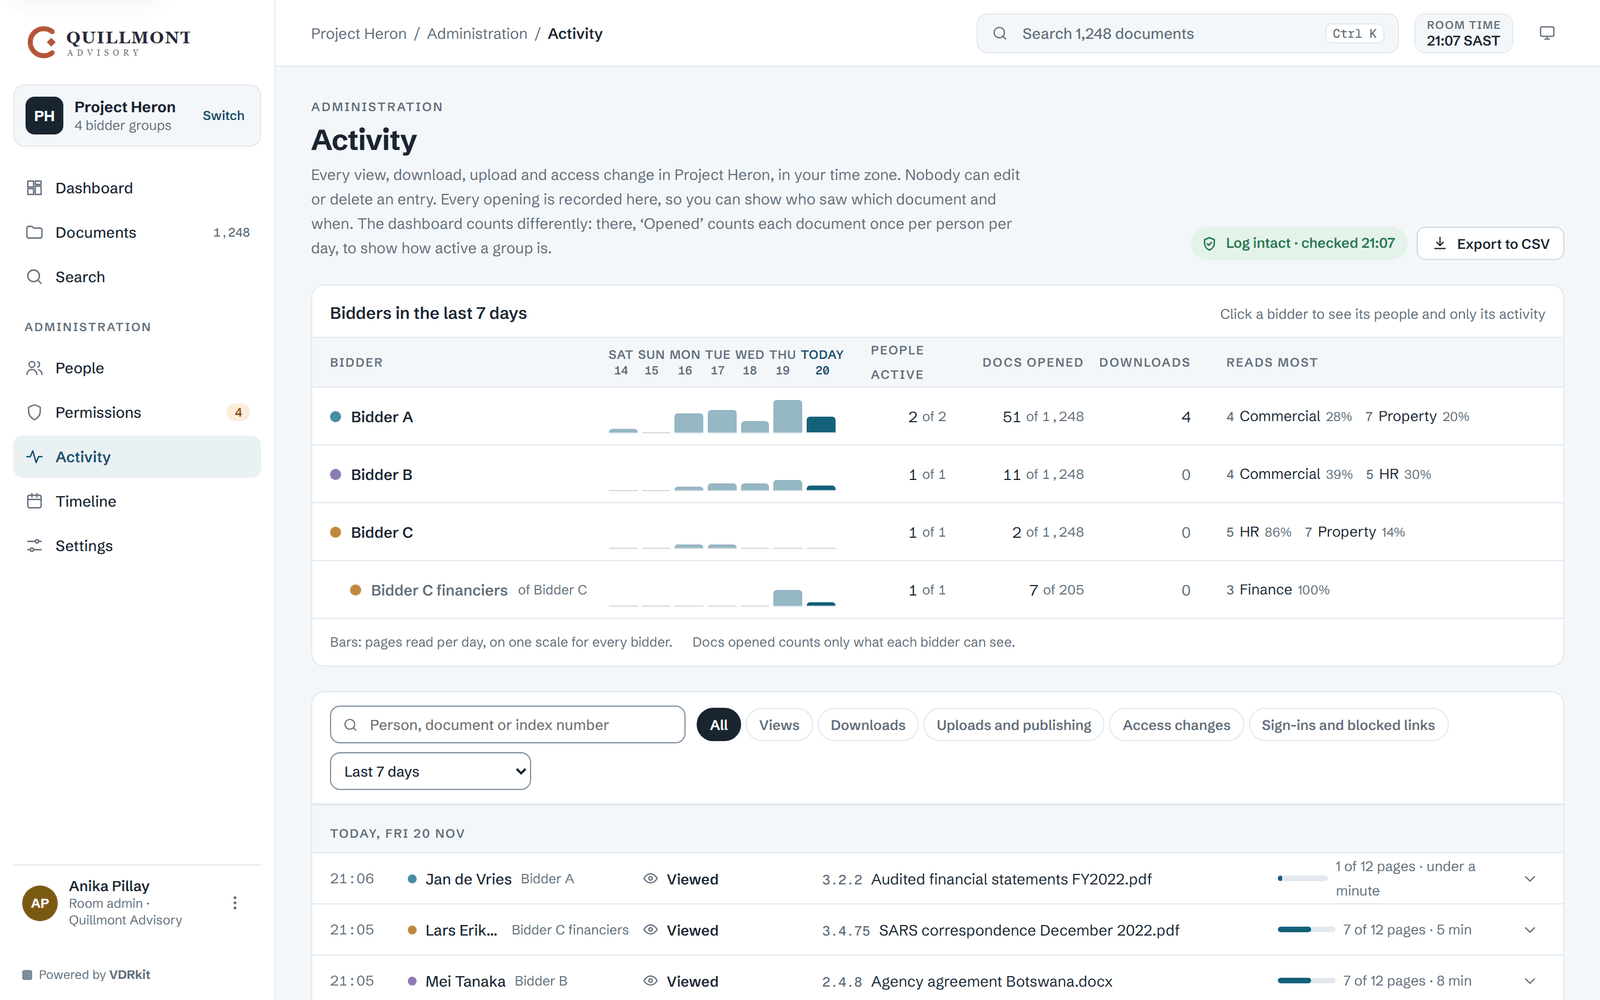 QUILLMONT
ADVISORY
PH
Project Heron
4 bidder groups
Switch
Dashboard
Documents 1,248
Search
ADMINISTRATION
People
Permissions 4
Activity
Timeline
Settings
AP
Anika Pillay
Room admin ·
Quillmont Advisory
Powered by VDRkit
Project Heron / Administration / Activity
Search 1,248 documents Ctrl K
ROOM TIME
21:07 SAST
ADMINISTRATION
Activity
Every view, download, upload and access change in Project Heron, in your time zone. Nobody can edit
or delete an entry. Every opening is recorded here, so you can show who saw which document and
when. The dashboard counts differently: there, ‘Opened’ counts each document once per person per
day, to show how active a group is.
Log intact · checked 21:07
Export to CSV
Bidders in the last 7 days
Click a bidder to see its people and only its activity
BIDDER
SAT SUN MON TUE WED THU TODAY
14 15 16 17 18 19 20
PEOPLE
ACTIVE
DOCS OPENED
DOWNLOADS
READS MOST
Bidder A 2 of 2 51 of 1,248 4 4 Commercial 28% 7 Property 20%
Bidder B 1 of 1 11 of 1,248 0 4 Commercial 39% 5 HR 30%
Bidder C 1 of 1 2 of 1,248 0 5 HR 86% 7 Property 14%
Bidder C financiers of Bidder C 1 of 1 7 of 205 0 3 Finance 100%
Bars: pages read per day, on one scale for every bidder. Docs opened counts only what each bidder can see.
Person, document or index number
All Views Downloads Uploads and publishing Access changes Sign-ins and blocked links
Last 7 days
TODAY, FRI 20 NOV
21:06 Jan de Vries Bidder A Viewed 3.2.2 Audited financial statements FY2022.pdf 1 of 12 pages · under a
minute
21:05 Lars Erik... Bidder C financiers Viewed 3.4.75 SARS correspondence December 2022.pdf 7 of 12 pages · 5 min
21:05 Mei Tanaka Bidder B Viewed 2.4.8 Agency agreement Botswana.docx 7 of 12 pages · 8 min